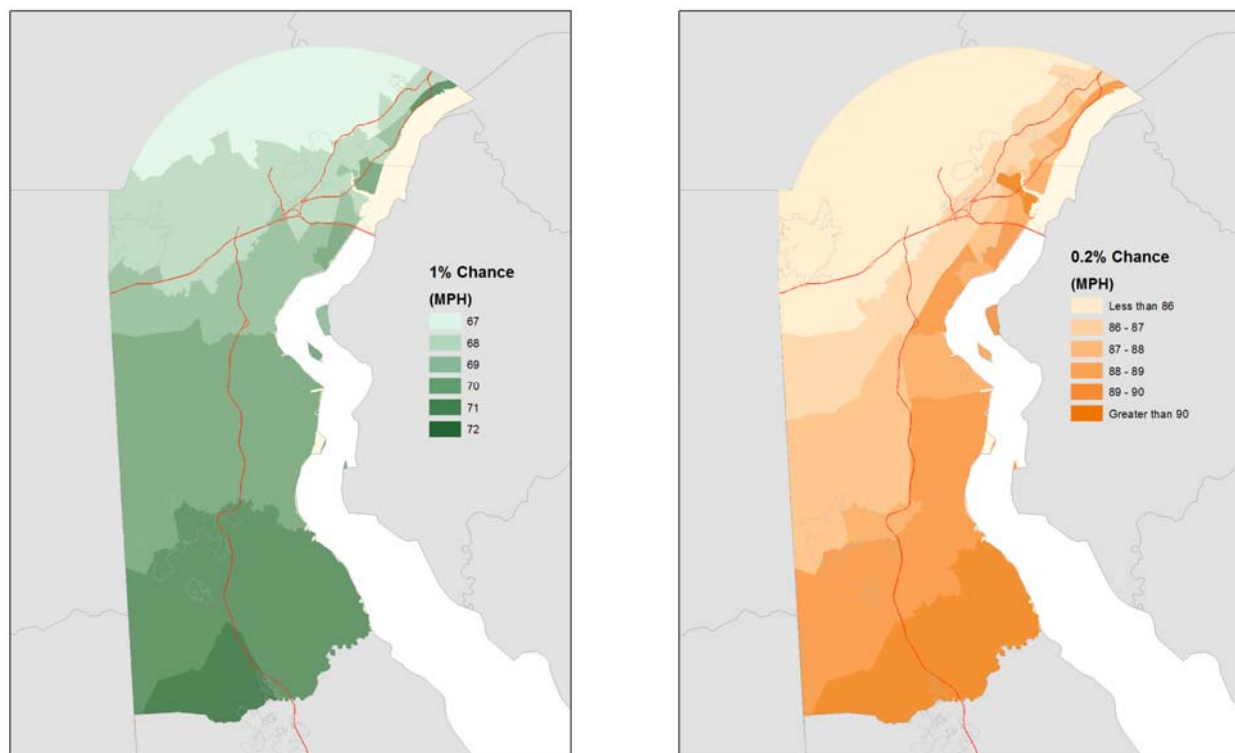 1% Chance
(MPH)
67
68
69
70
71
72
0.2% Chance
(MPH)
Less than 86
86 - 87
87 - 88
88 - 89
89 - 90
Greater than 90